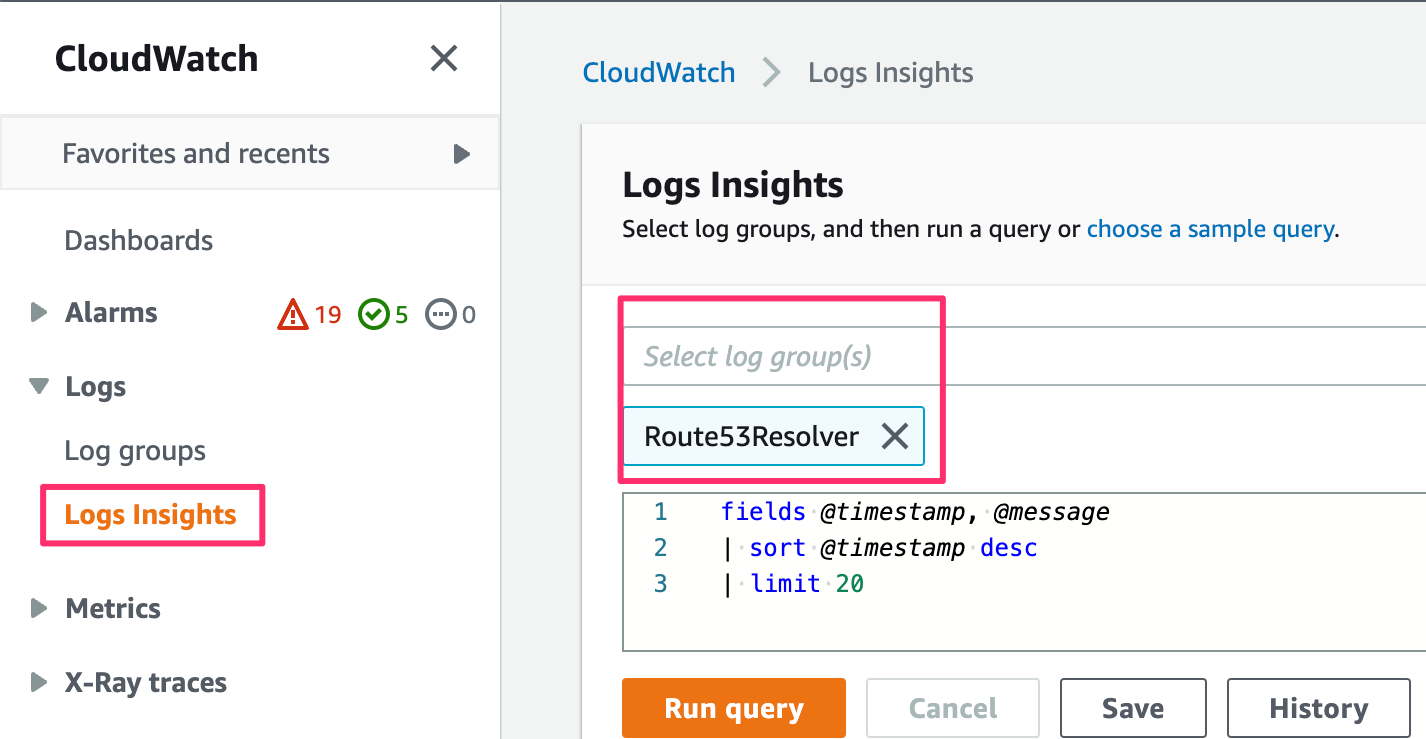 CloudWatch
Favorites and recents
Dashboards
Alarms 19 5 0
Logs
Log groups
Logs Insights
Metrics
X-Ray traces
CloudWatch > Logs Insights
Logs Insights
Select log groups, and then run a query or choose a sample query.
Select log group(s)
Route53Resolver
1 fields @timestamp, @message
2 | sort @timestamp desc
3 | limit 20
Run query Cancel Save History